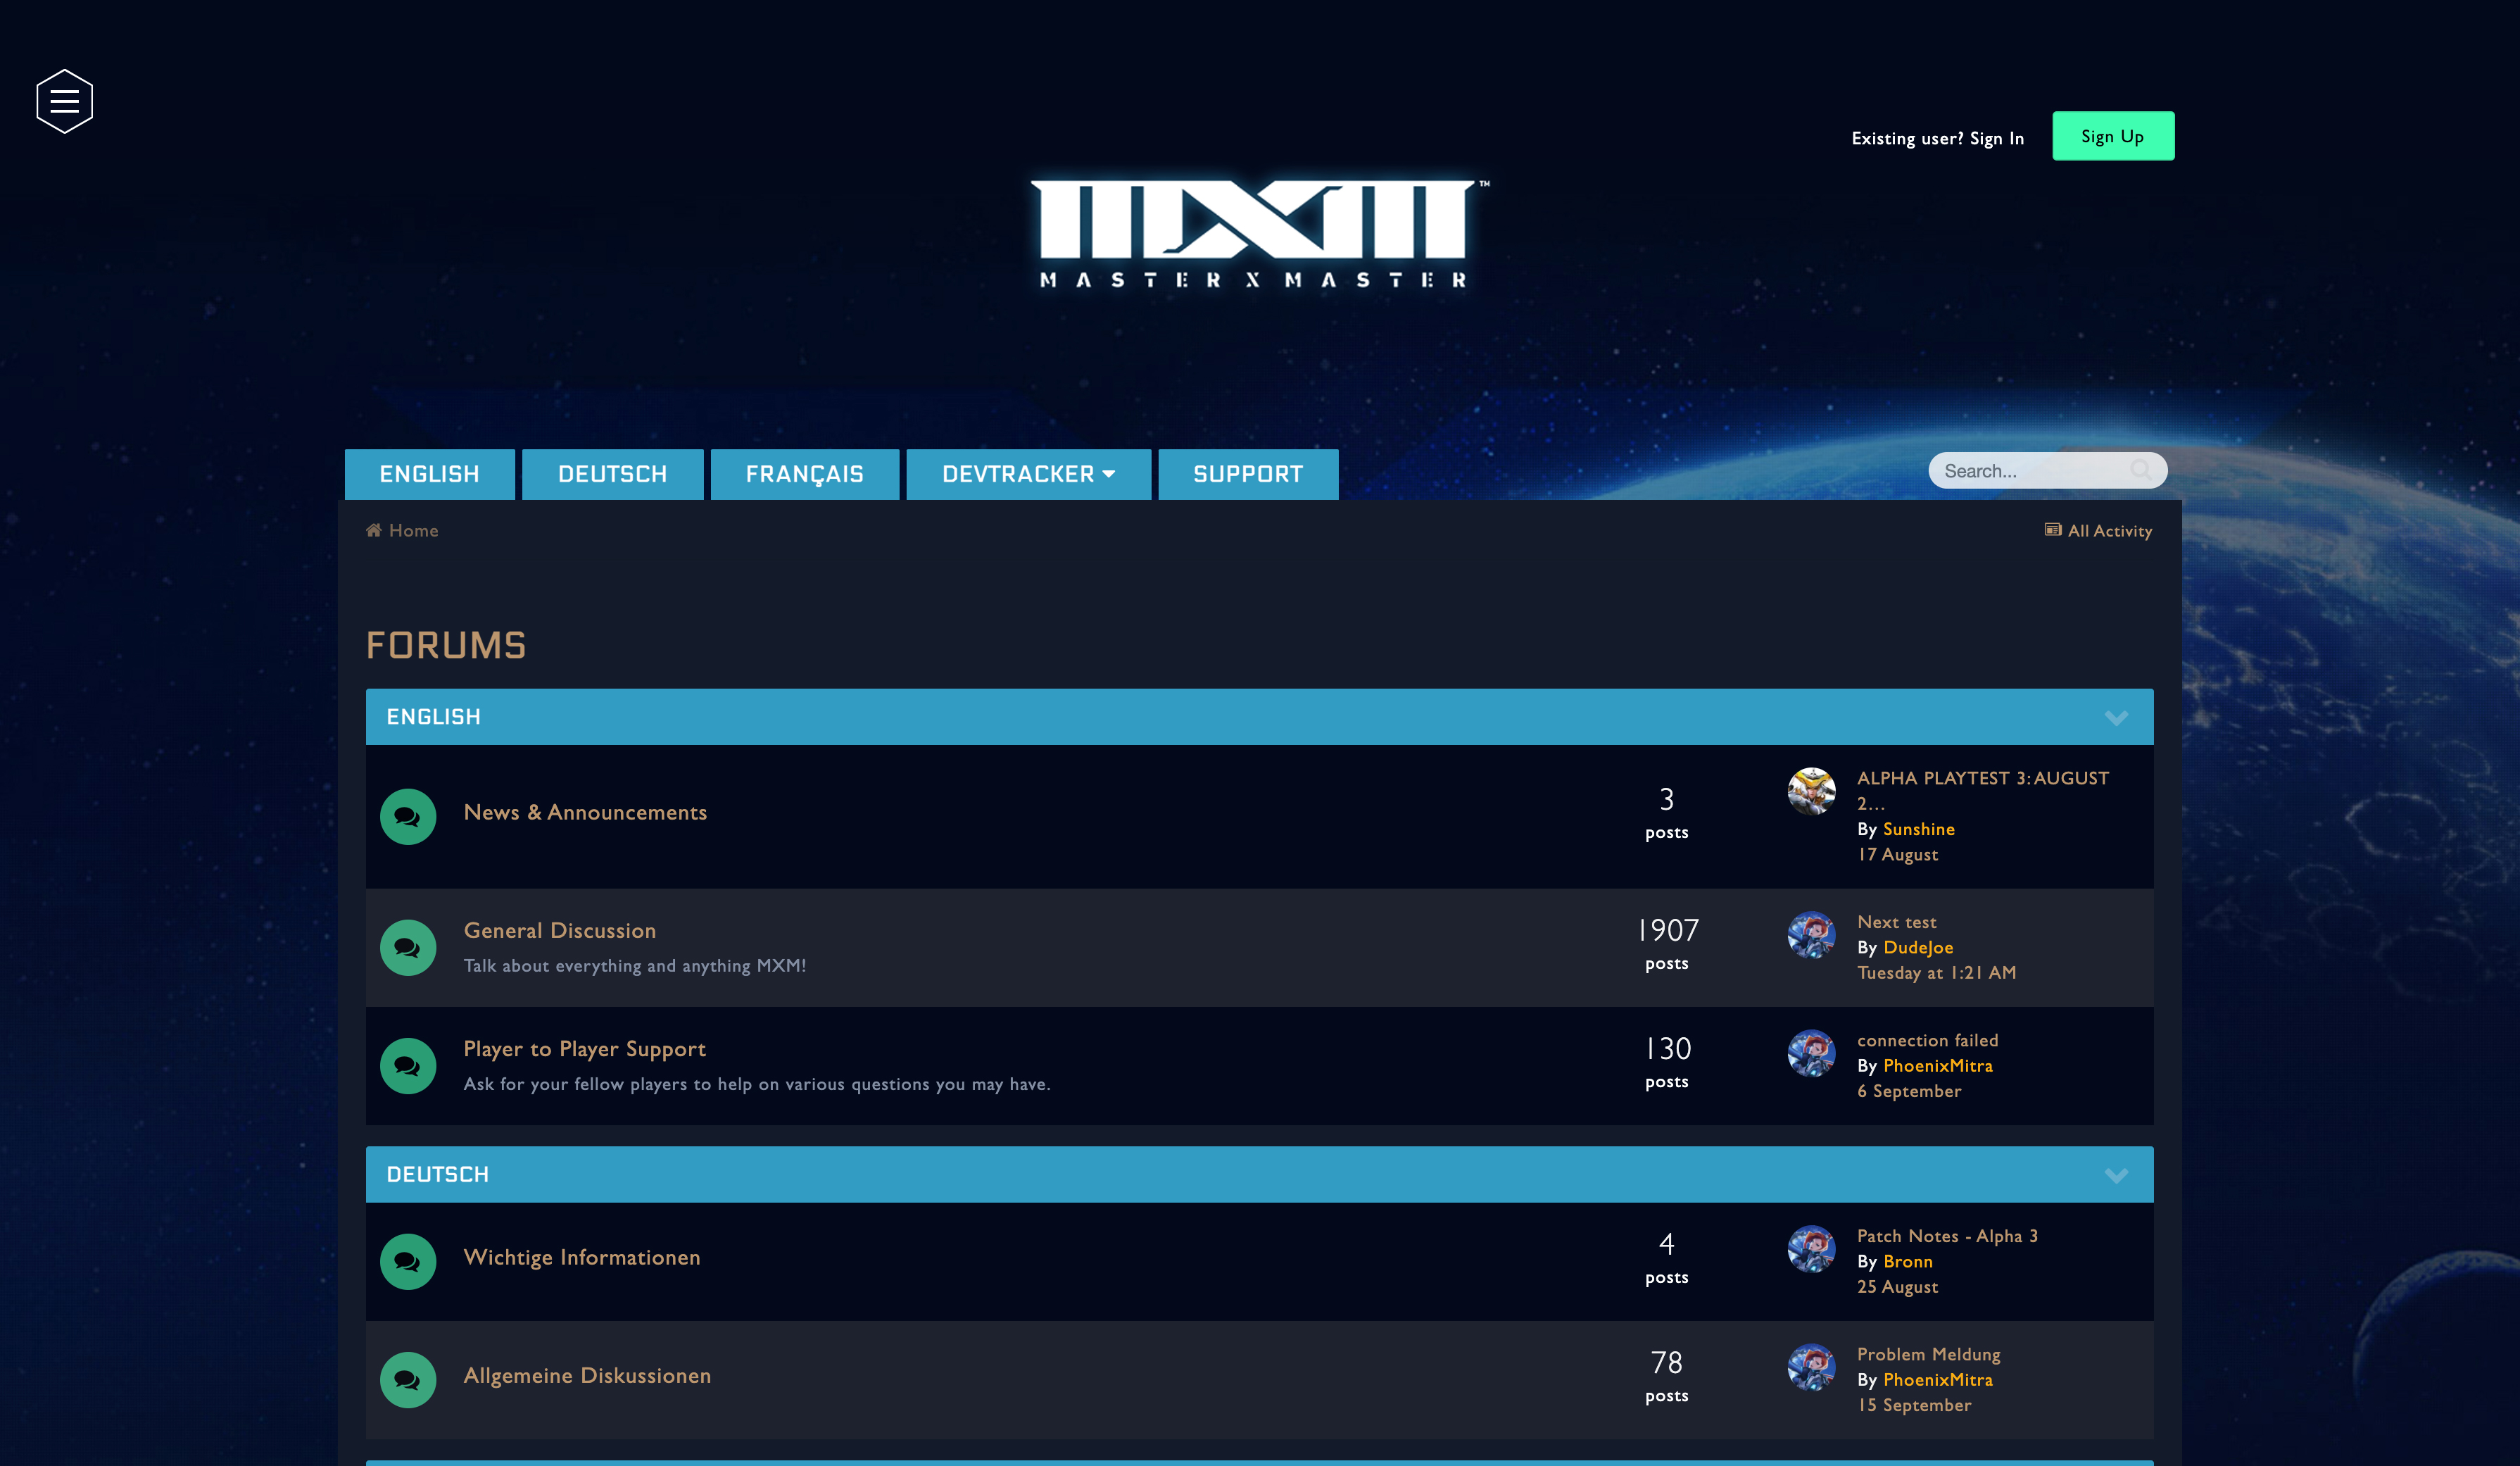 Existing user? Sign In
Sign Up
MXM™
MASTER X MASTER
ENGLISH
DEUTSCH
FRANÇAIS
DEVTRACKER
SUPPORT
Search...
Home
All Activity
FORUMS
ENGLISH
News & Announcements
3
posts
ALPHA PLAYTEST 3: AUGUST
2…
By Sunshine
17 August
General Discussion
Talk about everything and anything MXM!
1907
posts
Next test
By DudeJoe
Tuesday at 1:21 AM
Player to Player Support
Ask for your fellow players to help on various questions you may have.
130
posts
connection failed
By PhoenixMitra
6 September
DEUTSCH
Wichtige Informationen
4
posts
Patch Notes - Alpha 3
By Bronn
25 August
Allgemeine Diskussionen
78
posts
Problem Meldung
By PhoenixMitra
15 September